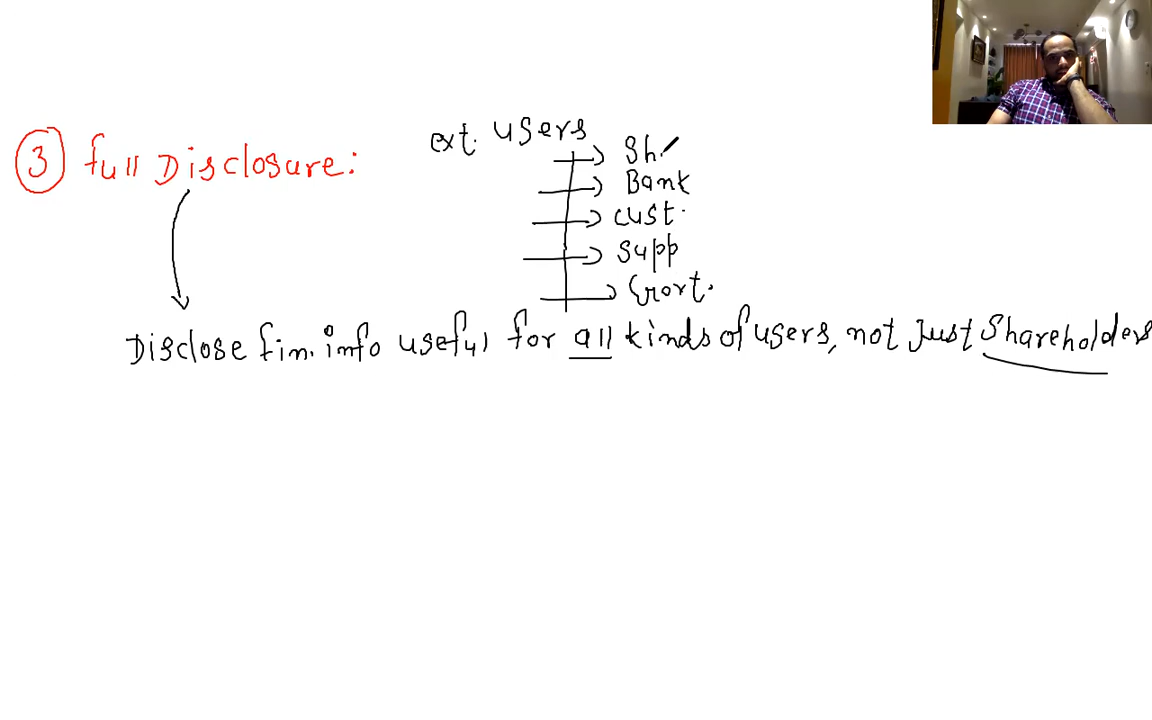 3 full Disclosure:
ext. users
Sh.
Bank
cust.
supp
Govt.
Disclose fin. info useful for all kinds of users, not just Shareholders